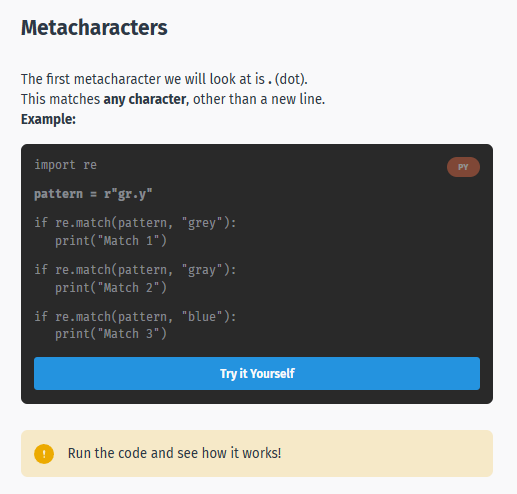 Metacharacters
The first metacharacter we will look at is . (dot).
This matches any character, other than a new line.
Example:
PY
import re
pattern = r"gr.y"
if re.match(pattern, "grey"):
   print("Match 1")
if re.match(pattern, "gray"):
   print("Match 2")
if re.match(pattern, "blue"):
   print("Match 3")
Try it Yourself
! Run the code and see how it works!